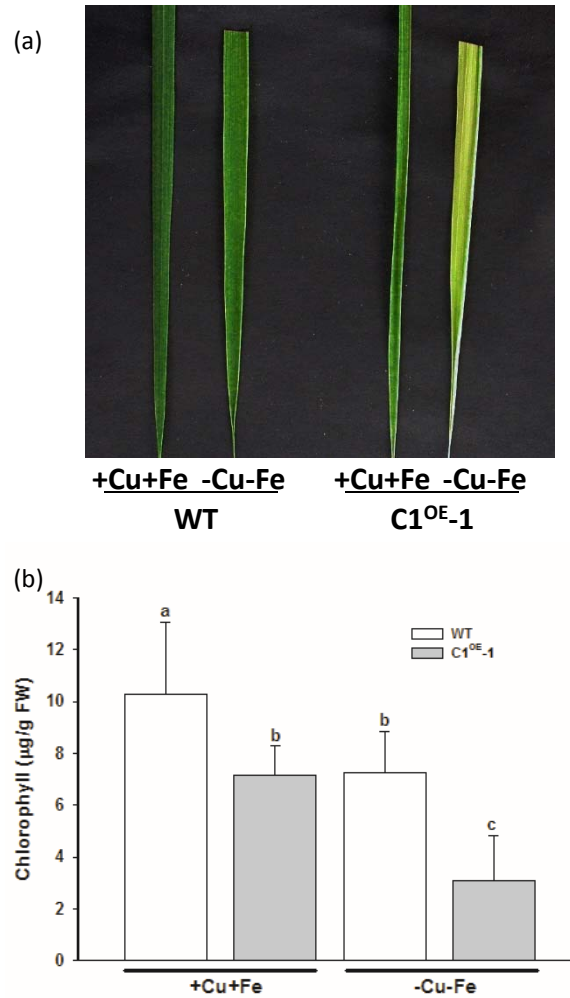 (a)
+Cu+Fe -Cu-Fe +Cu+Fe -Cu-Fe
WT C1ᴼᴱ-1
(b)
14
12
10
8
6
4
2
0
Chlorophyll (µg/g FW)
a
b
b
c
WT
C1ᴼᴱ-1
+Cu+Fe -Cu-Fe